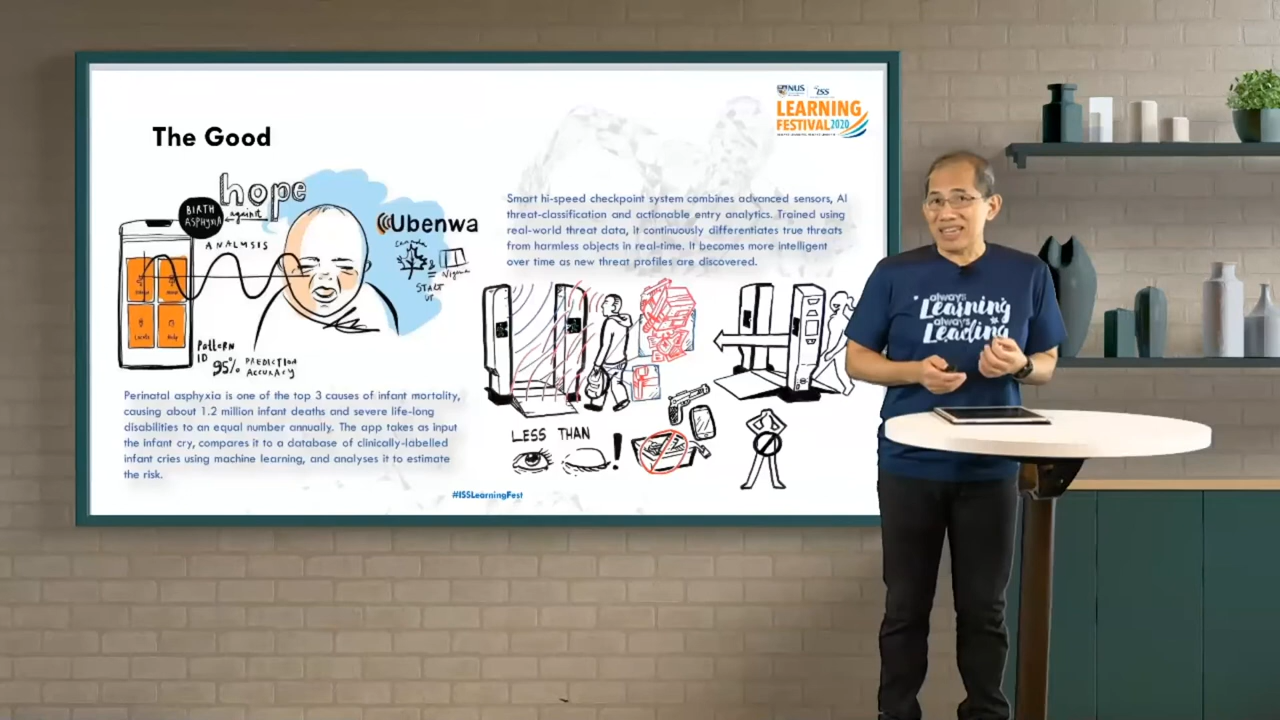 NUS
ISS
LEARNING
FESTIVAL 2020
The Good
hope
against
BIRTH
ASPHYXIA
ANALYSIS
Ubenwa
Canada
&
Nigeria
START
UP
Pattern
ID
95% PREDICTION
ACCURACY
Perinatal asphyxia is one of the top 3 causes of infant mortality,
causing about 1.2 million infant deaths and severe life-long
disabilities to an equal number annually. The app takes as input
the infant cry, compares it to a database of clinically-labelled
infant cries using machine learning, and analyses it to estimate
the risk.
Smart hi-speed checkpoint system combines advanced sensors, AI
threat-classification and actionable entry analytics. Trained using
real-world threat data, it continuously differentiates true threats
from harmless objects in real-time. It becomes more intelligent
over time as new threat profiles are discovered.
LESS THAN
!
#ISSLearningFest
always
Learning
always
Leading